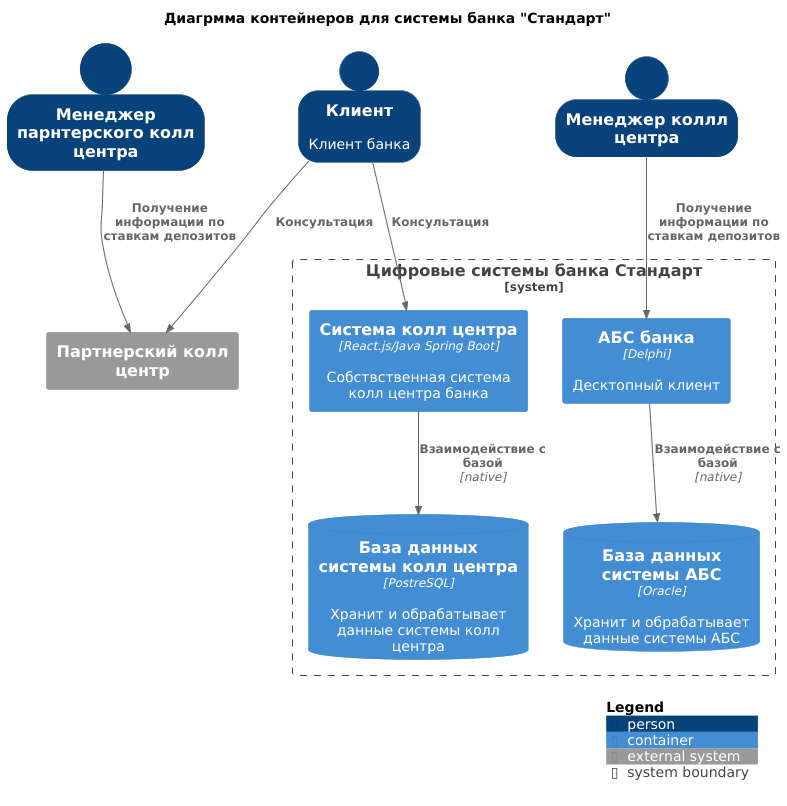 Диагрмма контейнеров для системы банка "Стандарт"
Менеджер
парнтерского колл
центра
Клиент
Клиент банка
Менеджер коллл
центра
Получение
информации по
ставкам депозитов
Консультация
Консультация
Получение
информации по
ставкам депозитов
Цифровые системы банка Стандарт
[system]
Партнерский колл
центр
Система колл центра
[React.js/Java Spring Boot]
Собствственная система
колл центра банка
АБС банка
[Delphi]
Десктопный клиент
Взаимодействие с
базой
[native]
Взаимодействие с
базой
[native]
База данных
системы колл центра
[PostreSQL]
Хранит и обрабатывает
данные системы колл
центра
База данных
системы АБС
[Oracle]
Хранит и обрабатывает
данные системы АБС
Legend
person
container
external system
system boundary